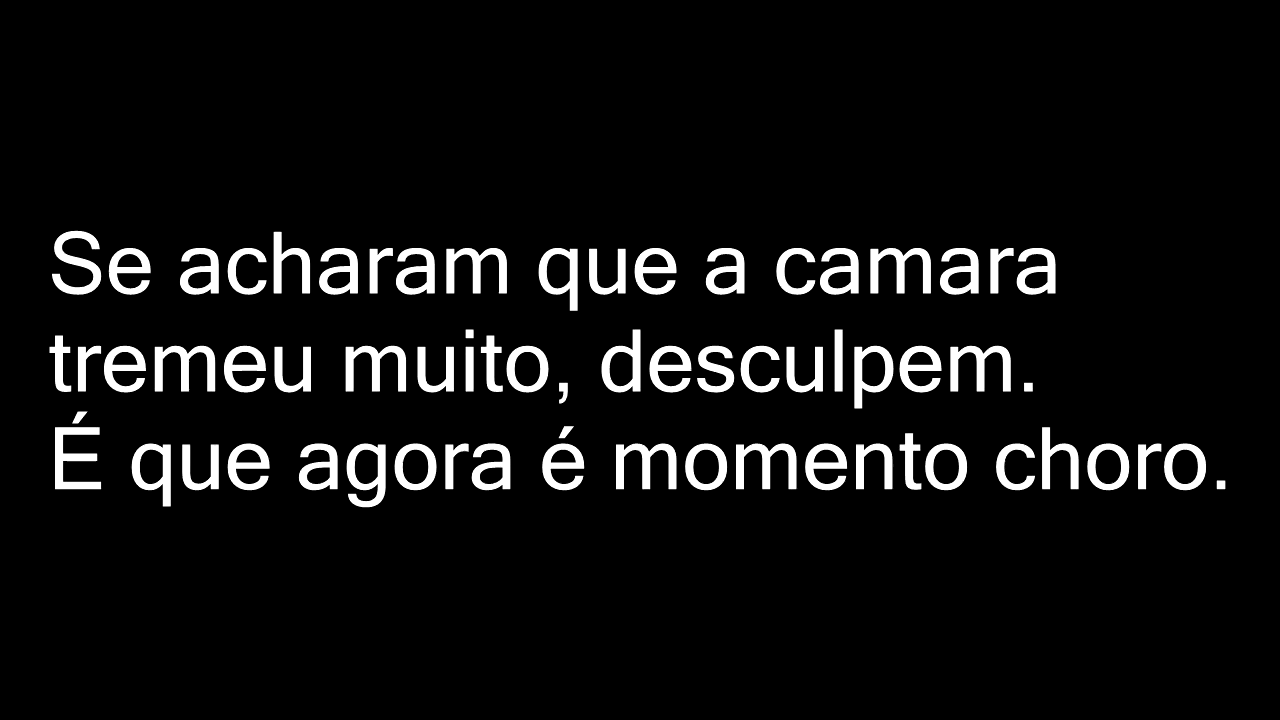 Se acharam que a camara
tremeu muito, desculpem.
É que agora é momento choro.